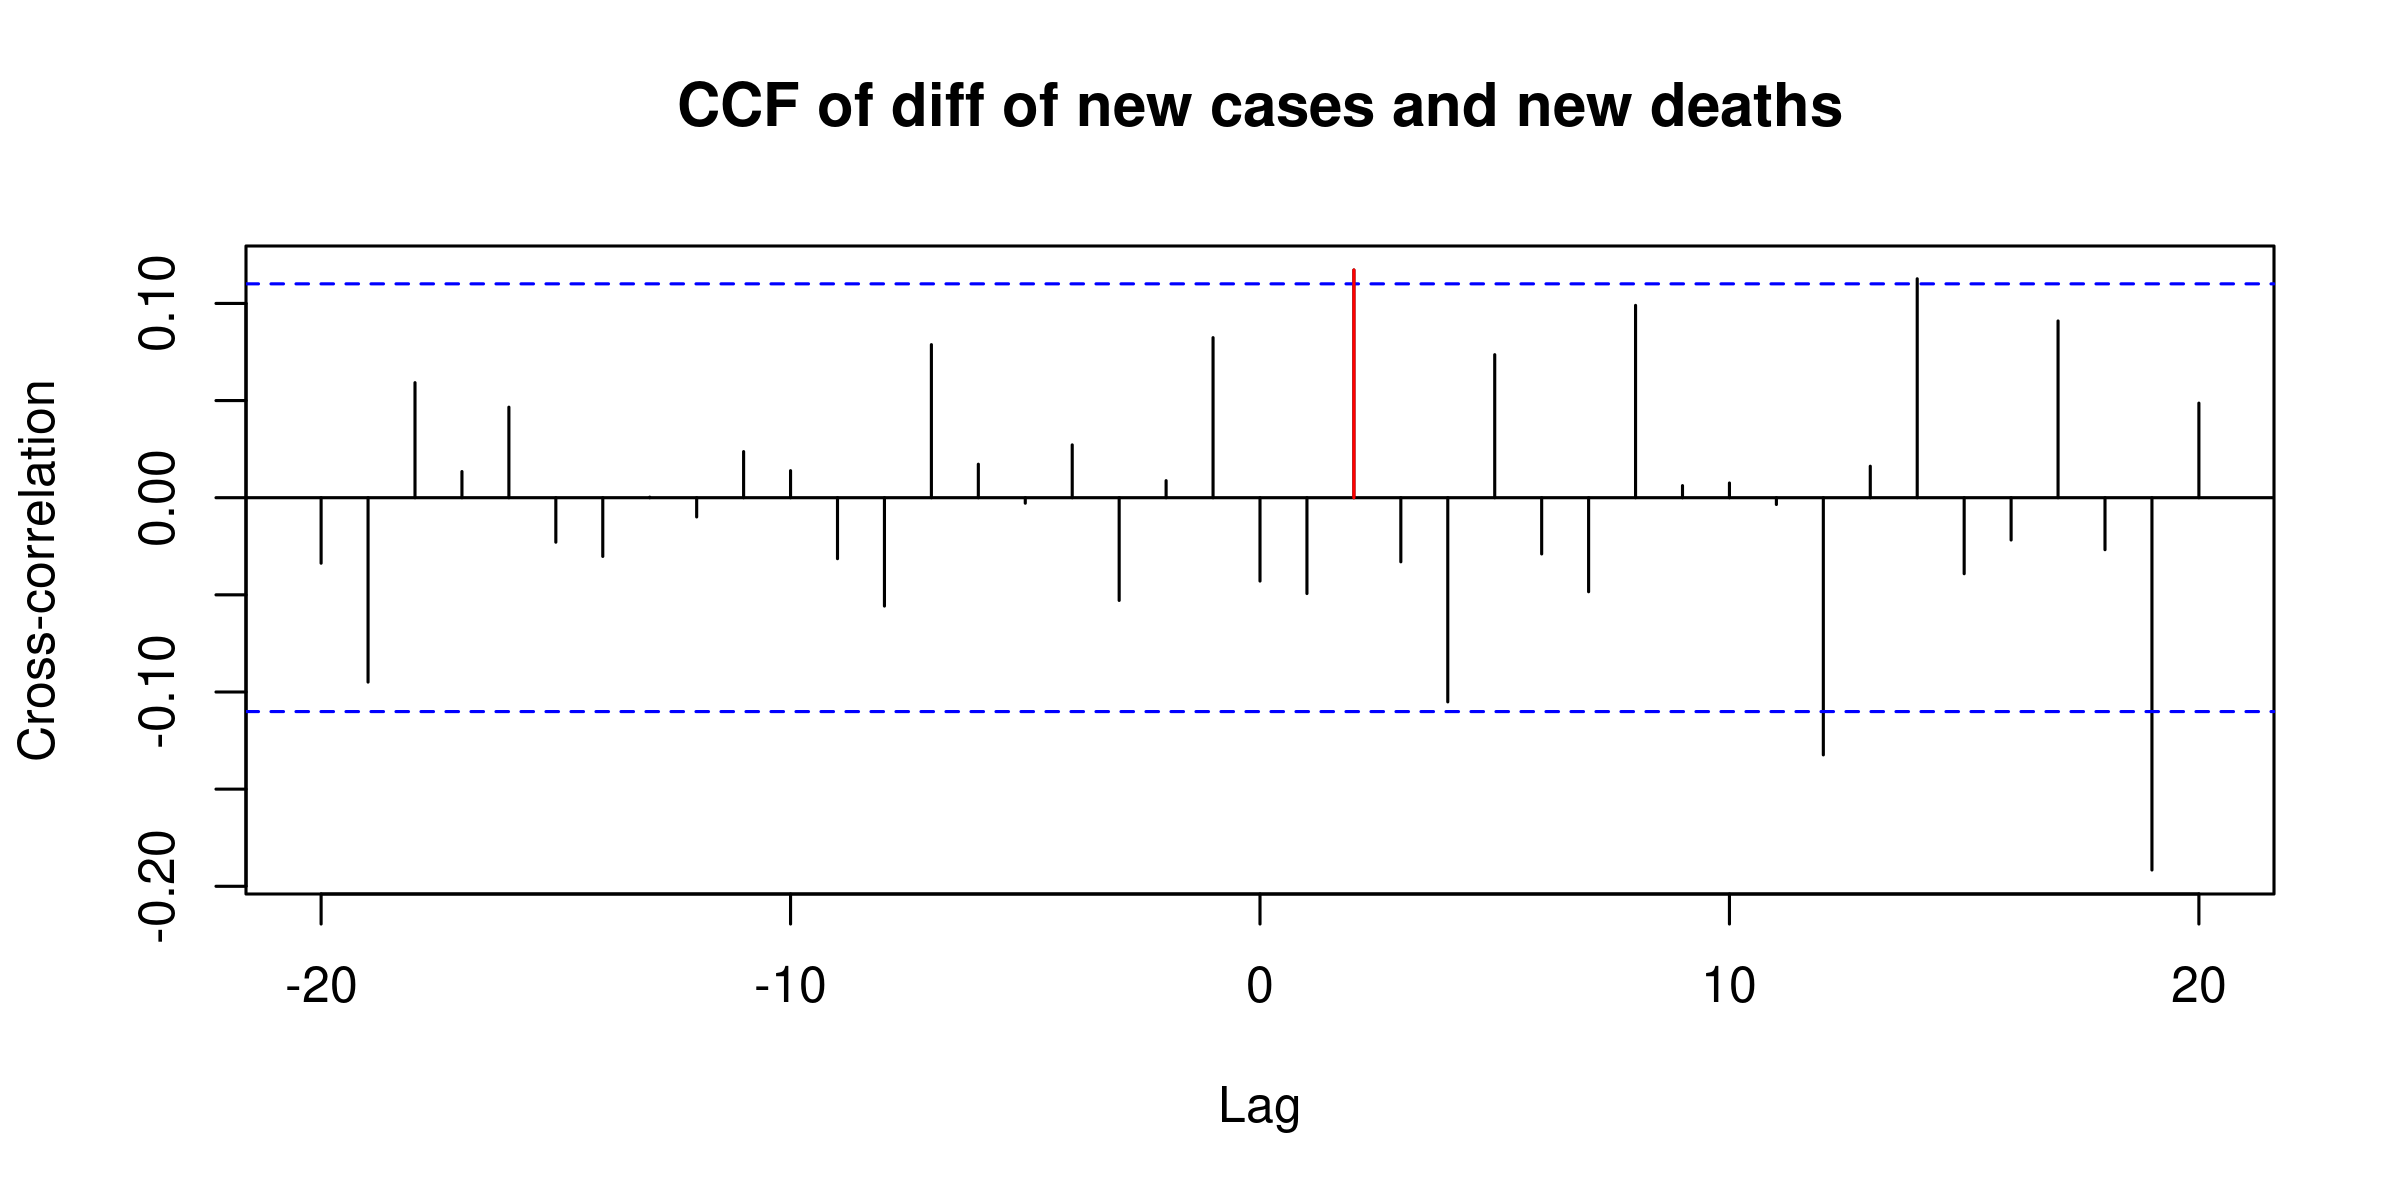 CCF of diff of new cases and new deaths
Cross-correlation
0.10
0.00
-0.10
-0.20
-20 -10 0 10 20
Lag